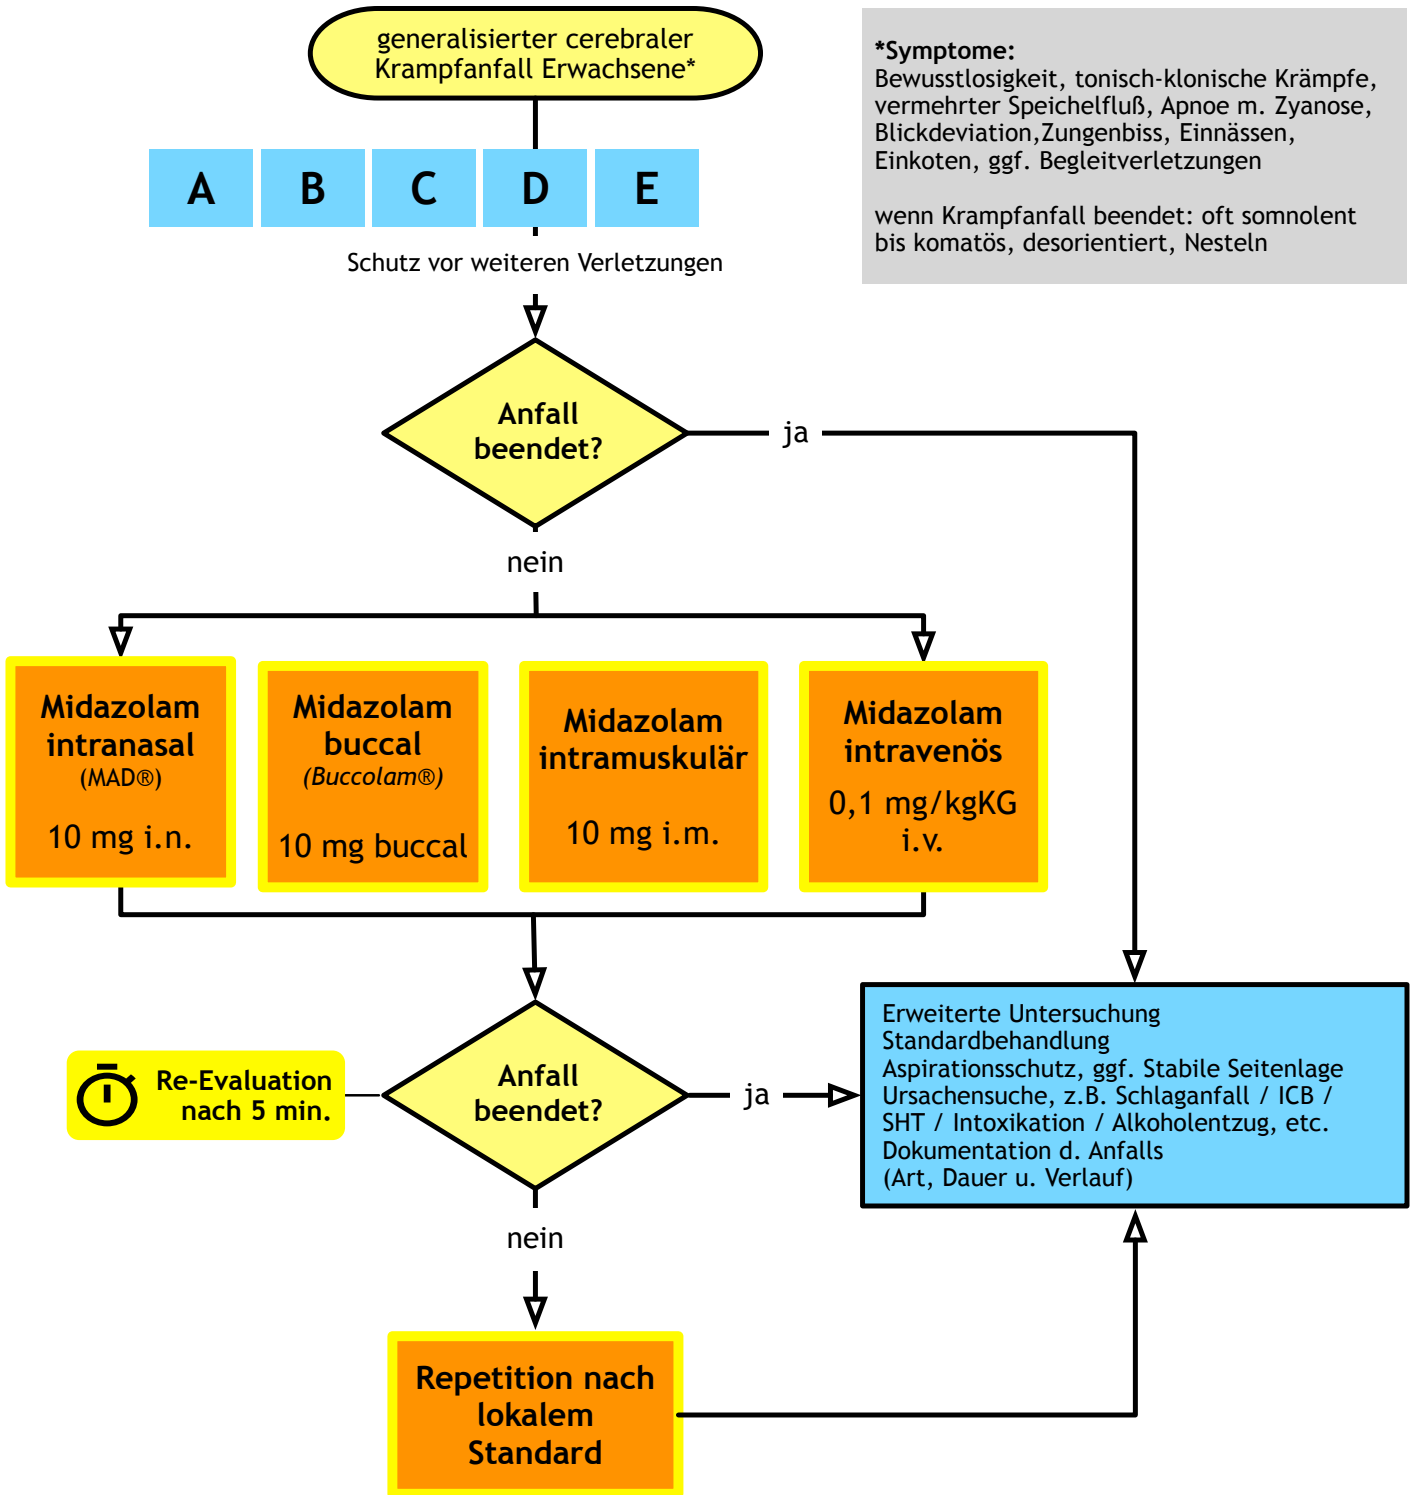 generalisierter cerebraler
Krampfanfall Erwachsene*
*Symptome:
Bewusstlosigkeit, tonisch-klonische Krämpfe,
vermehrter Speichelfluß, Apnoe m. Zyanose,
Blickdeviation,Zungenbiss, Einnässen,
Einkoten, ggf. Begleitverletzungen
wenn Krampfanfall beendet: oft somnolent
bis komatös, desorientiert, Nesteln
A B C D E
Schutz vor weiteren Verletzungen
Anfall
beendet?
ja
nein
Midazolam
intranasal
(MAD®)
10 mg i.n.
Midazolam
buccal
(Buccolam®)
10 mg buccal
Midazolam
intramuskulär
10 mg i.m.
Midazolam
intravenös
0,1 mg/kgKG
i.v.
Re-Evaluation
nach 5 min.
Anfall
beendet?
ja
Erweiterte Untersuchung
Standardbehandlung
Aspirationsschutz, ggf. Stabile Seitenlage
Ursachensuche, z.B. Schlaganfall / ICB /
SHT / Intoxikation / Alkoholentzug, etc.
Dokumentation d. Anfalls
(Art, Dauer u. Verlauf)
nein
Repetition nach
lokalem
Standard